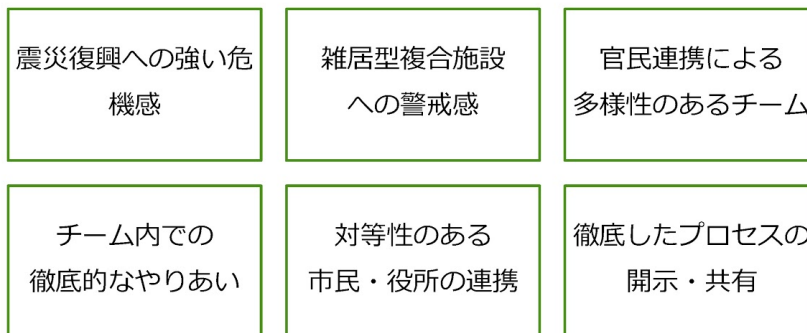 震災復興への強い危
機感
雑居型複合施設
への警戒感
官民連携による
多様性のあるチーム
チーム内での
徹底的なやりあい
対等性のある
市民・役所の連携
徹底したプロセスの
開示・共有